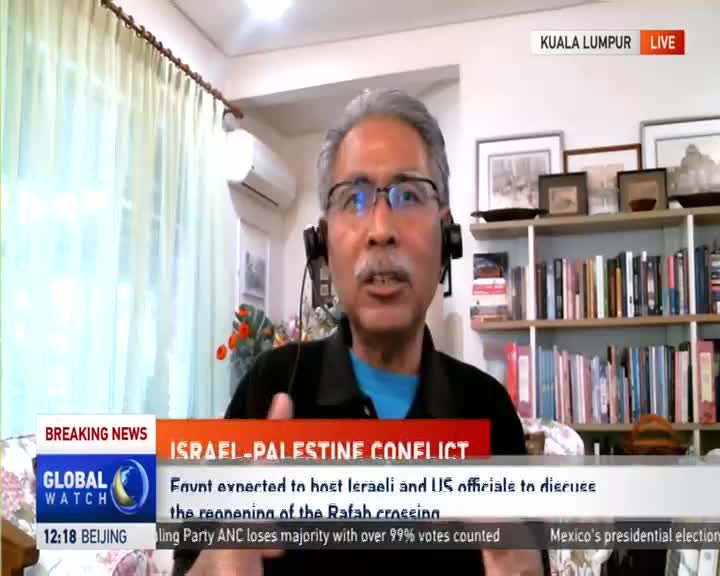 KUALA LUMPUR LIVE
BREAKING NEWS
ISRAEL-PALESTINE CONFLICT
GLOBAL
WATCH
Egypt expected to host Israeli and US officials to discuss
the reopening of the Rafah crossing
12:18 BEIJING
ling Party ANC loses majority with over 99% votes counted Mexico's presidential election